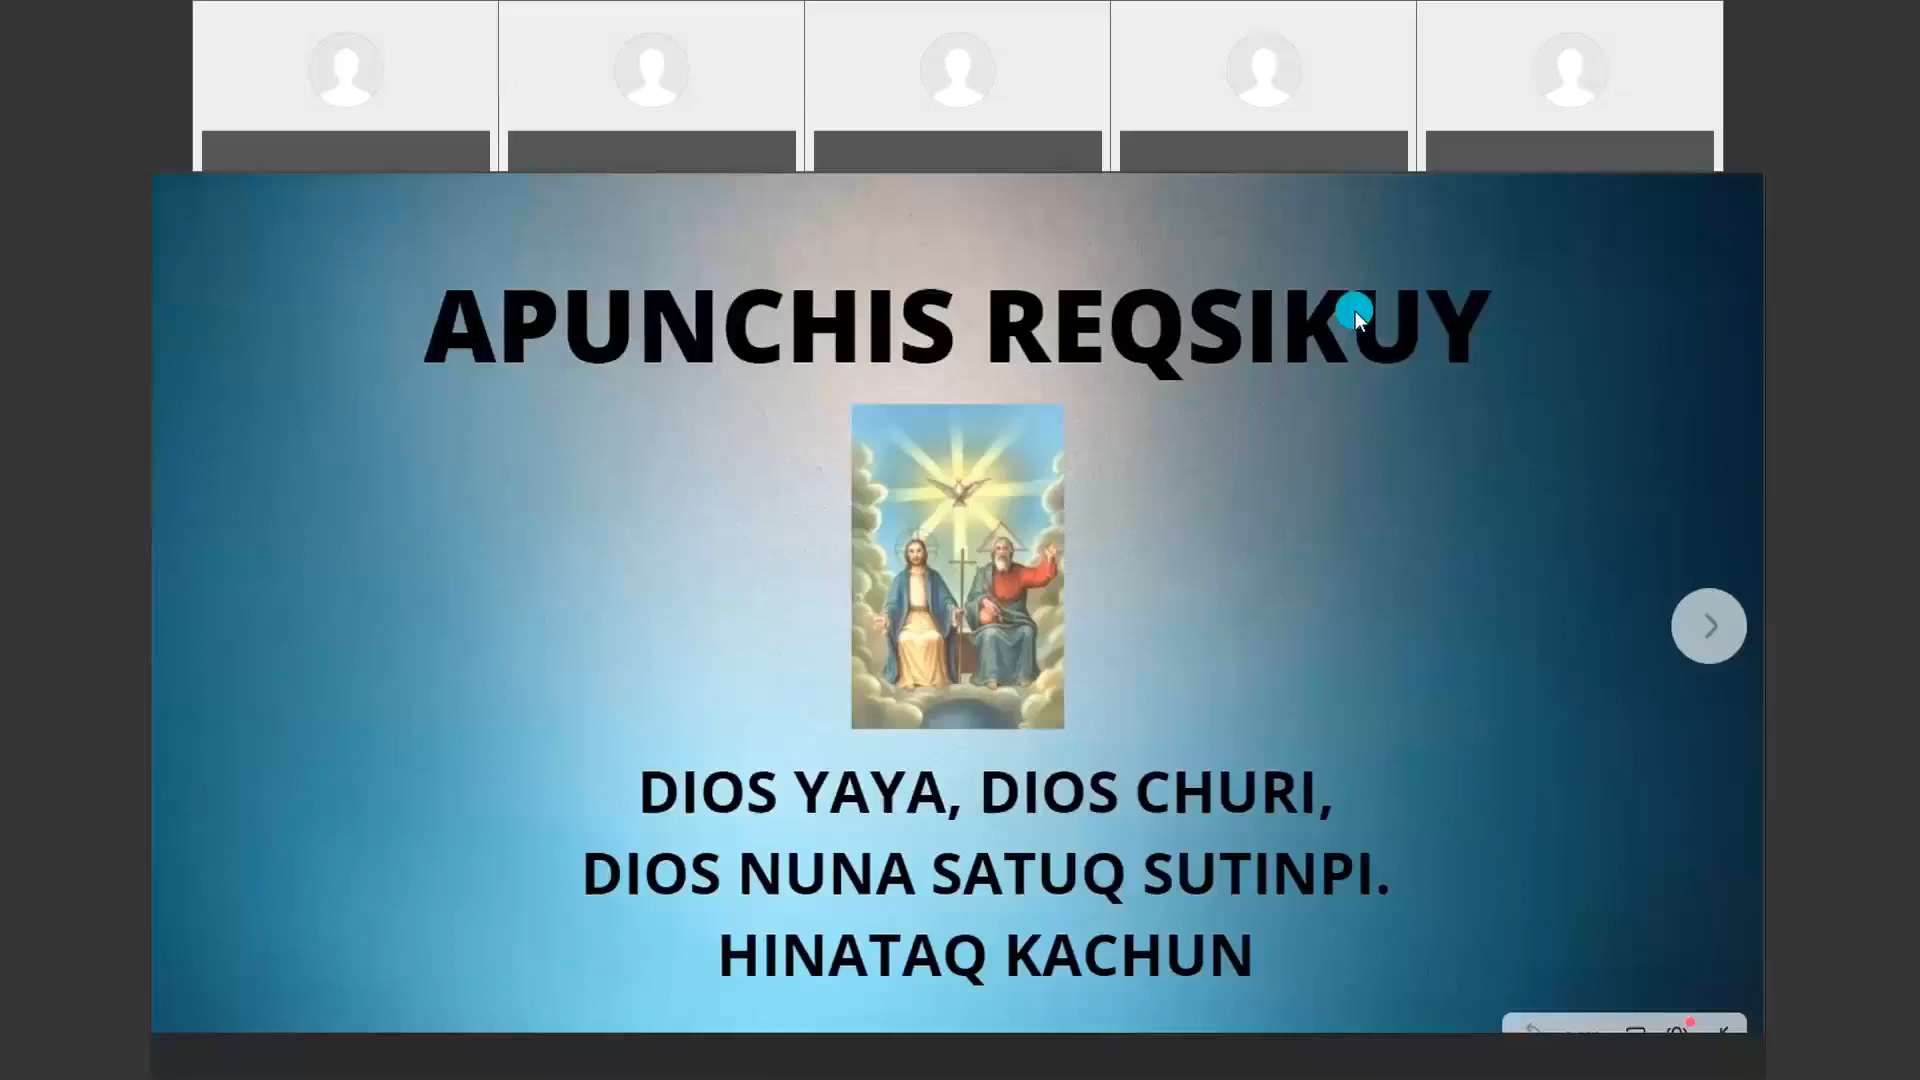 APUNCHIS REQSIKUY
DIOS YAYA, DIOS CHURI,
DIOS NUNA SATUQ SUTINPI.
HINATAQ KACHUN